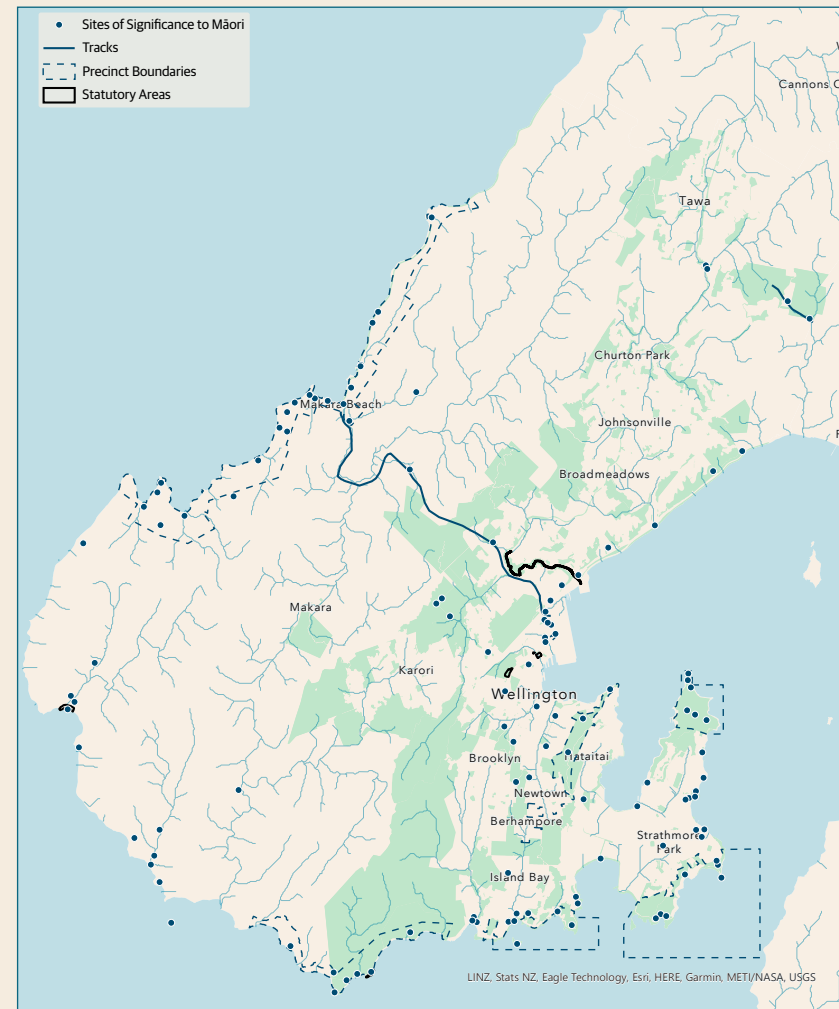 Sites of Significance to Māori
Tracks
Precinct Boundaries
Statutory Areas
Cannons C
Tawa
Churton Park
Makara Beach
Johnsonville
Broadmeadows
Makara
Karori
Wellington
Brooklyn
Hataitai
Newtown
Berhampore
Strathmore
Park
Island Bay
LINZ, Stats NZ, Eagle Technology, Esri, HERE, Garmin, METI/NASA, USGS